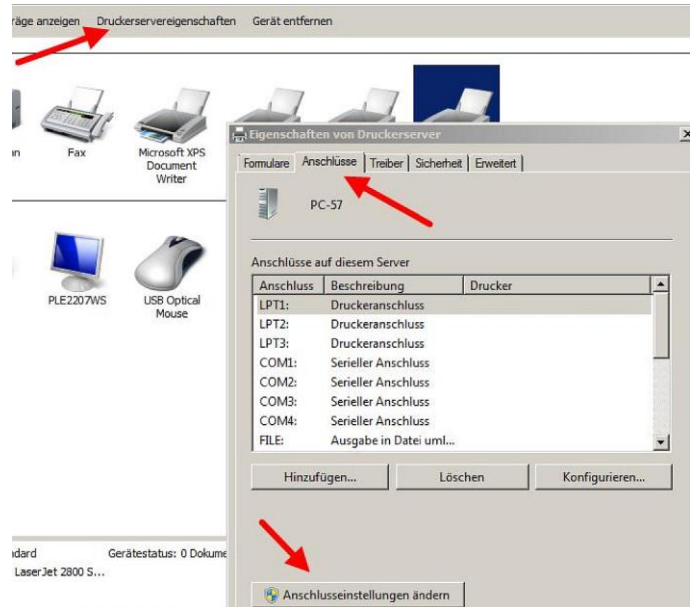 räge anzeigen Druckerservereigenschaften Gerät entfernen
Fax
Microsoft XPS
Document
Writer
Eigenschaften von Druckerserver
Formulare Anschlüsse Treiber Sicherheit Erweitert
PC-57
PLE2207WS
USB Optical
Mouse
Anschlüsse auf diesem Server
Anschluss Beschreibung Drucker
LPT1: Druckeranschluss
LPT2: Druckeranschluss
LPT3: Druckeranschluss
COM1: Serieller Anschluss
COM2: Serieller Anschluss
COM3: Serieller Anschluss
COM4: Serieller Anschluss
FILE: Ausgabe in Datei uml...
Hinzufügen... Löschen Konfigurieren...
Gerätestatus: 0 Dokume
LaserJet 2800 S...
Anschlusseinstellungen ändern